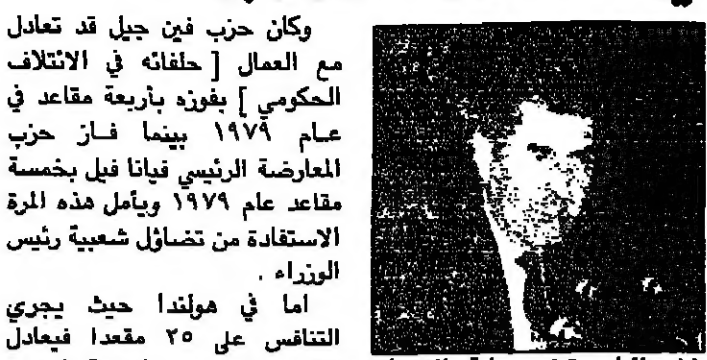 وكان حزب فين جيل قد تعادل
مع العمال [ حلفائه في الائتلاف
الحكومي ] بفوزه بأربعة مقاعد في
عـام ١٩٧٩ بينما فـاز حزب
المعارضة الرئيسي فيانا فيل بخمسة
مقاعد عام ١٩٧٩ ويأمل هذه المرة
الاستفادة من تضاؤل شعبية رئيس
الوزراء .
اما في هولندا حيث يجري
التنافس على ٢٥ مقعدا فيعادل